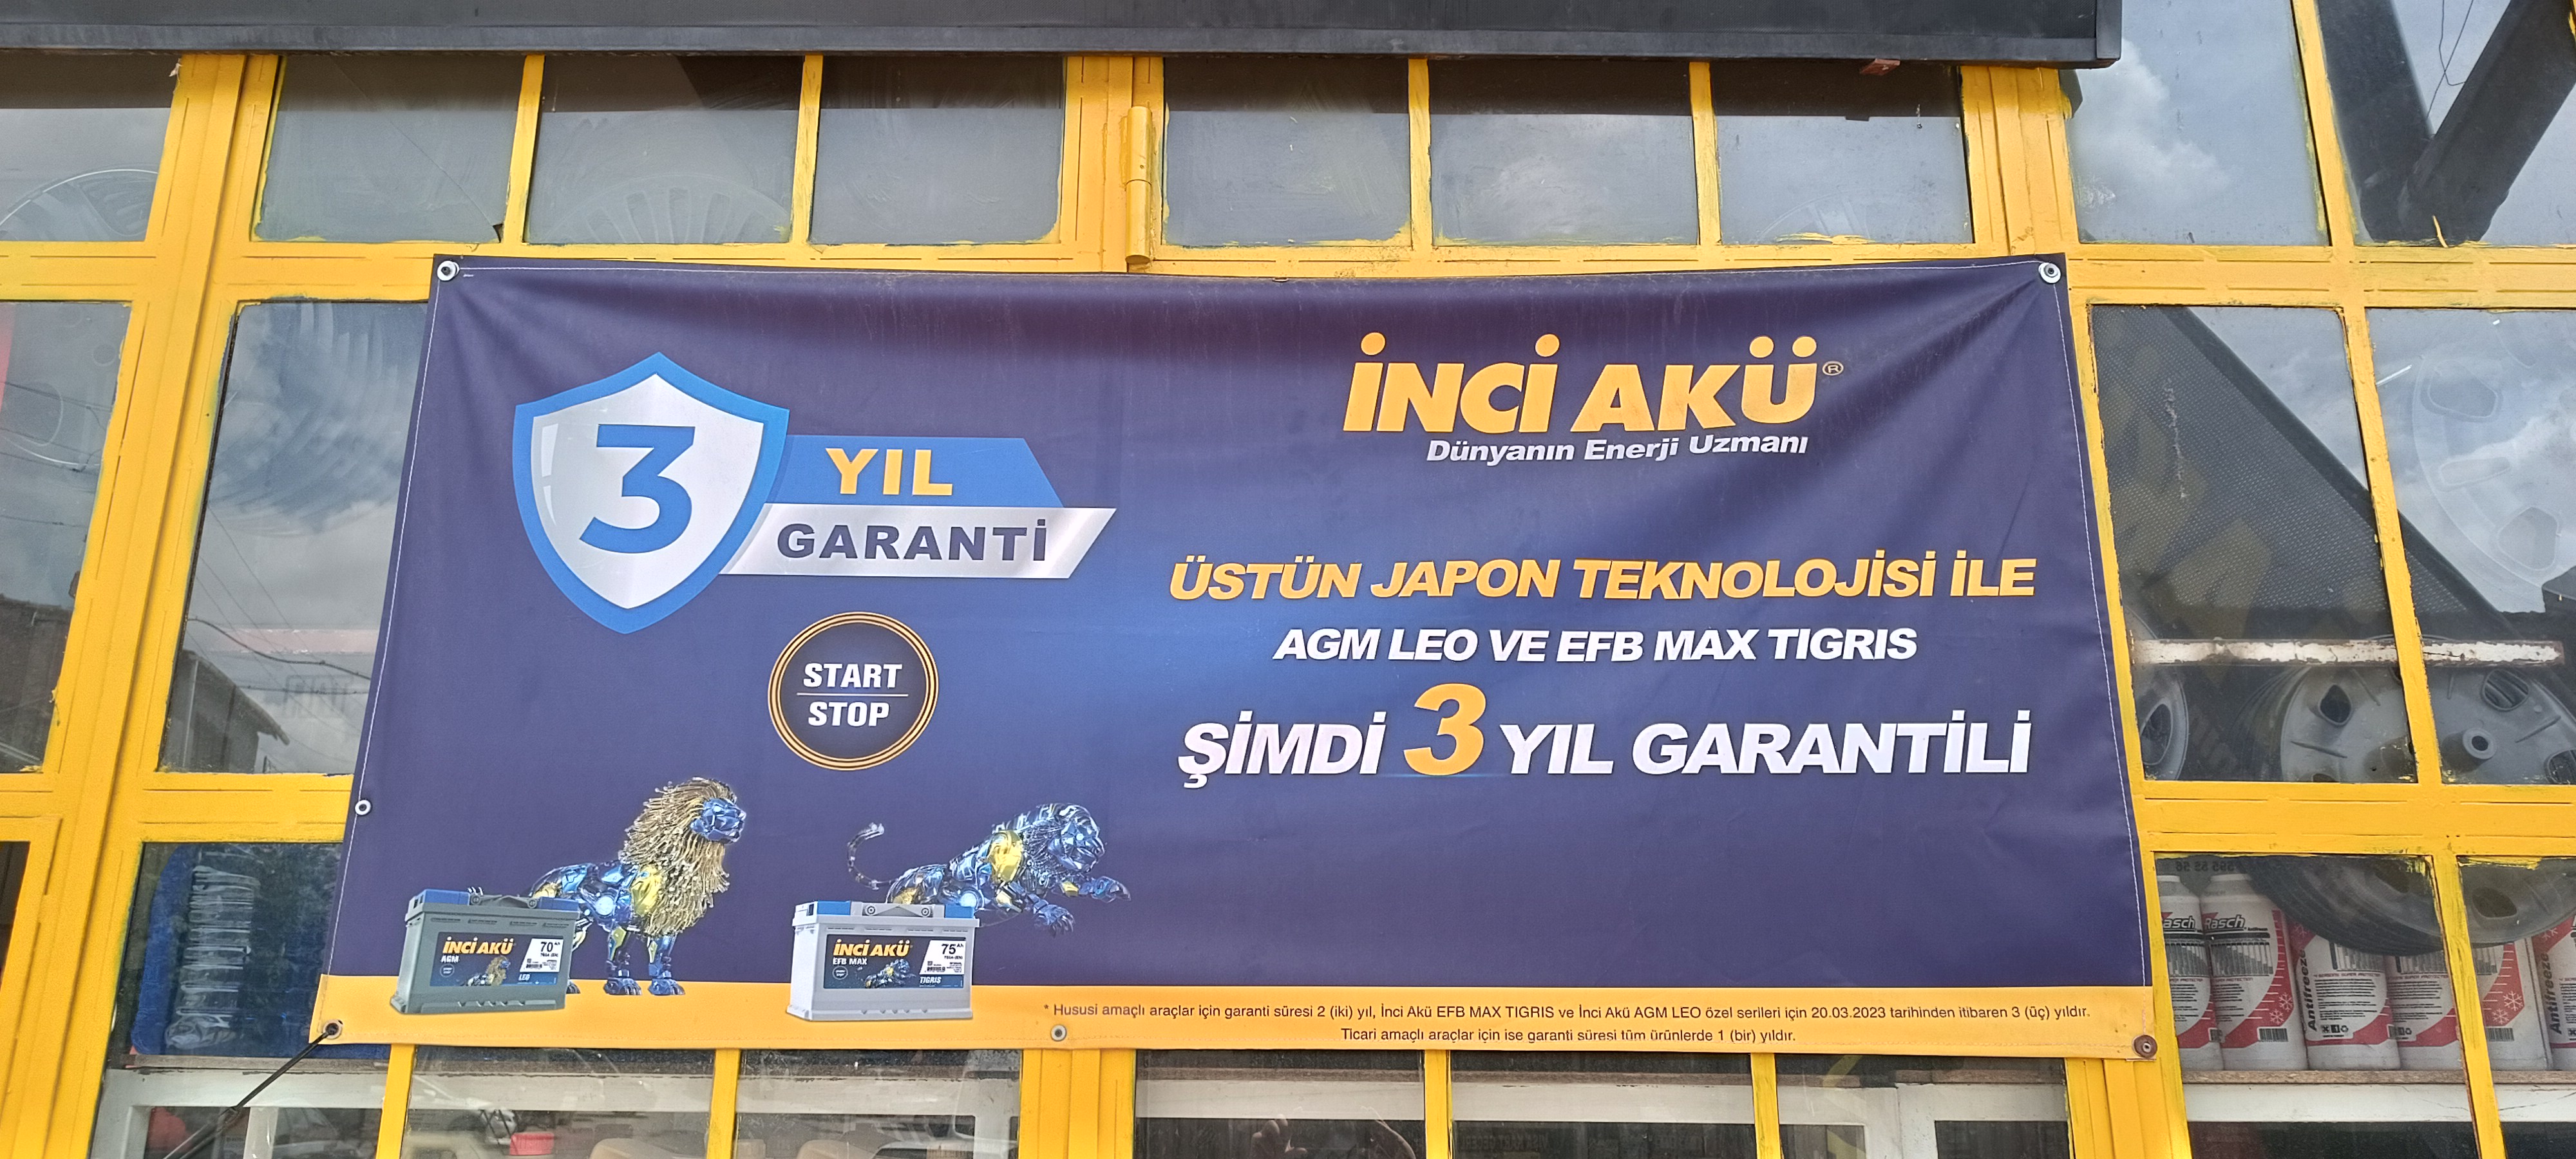 3
YIL
GARANTİ
START
STOP
İNCİ AKÜ®
Dünyanın Enerji Uzmanı
ÜSTÜN JAPON TEKNOLOJİSİ İLE
AGM LEO VE EFB MAX TIGRIS
ŞİMDİ 3 YIL GARANTİLİ
İNCİ AKÜ
AGM
70 Ah
LEO
İNCİ AKÜ
EFB MAX
75 Ah
TIGRIS
* Hususi amaçlı araçlar için garanti süresi 2 (iki) yıl, İnci Akü EFB MAX TIGRIS ve İnci Akü AGM LEO özel serileri için 20.03.2023 tarihinden itibaren 3 (üç) yıldır.
Ticari amaçlı araçlar için ise garanti süresi tüm ürünlerde 1 (bir) yıldır.
Rasch
Antifreeze
Antifreeze